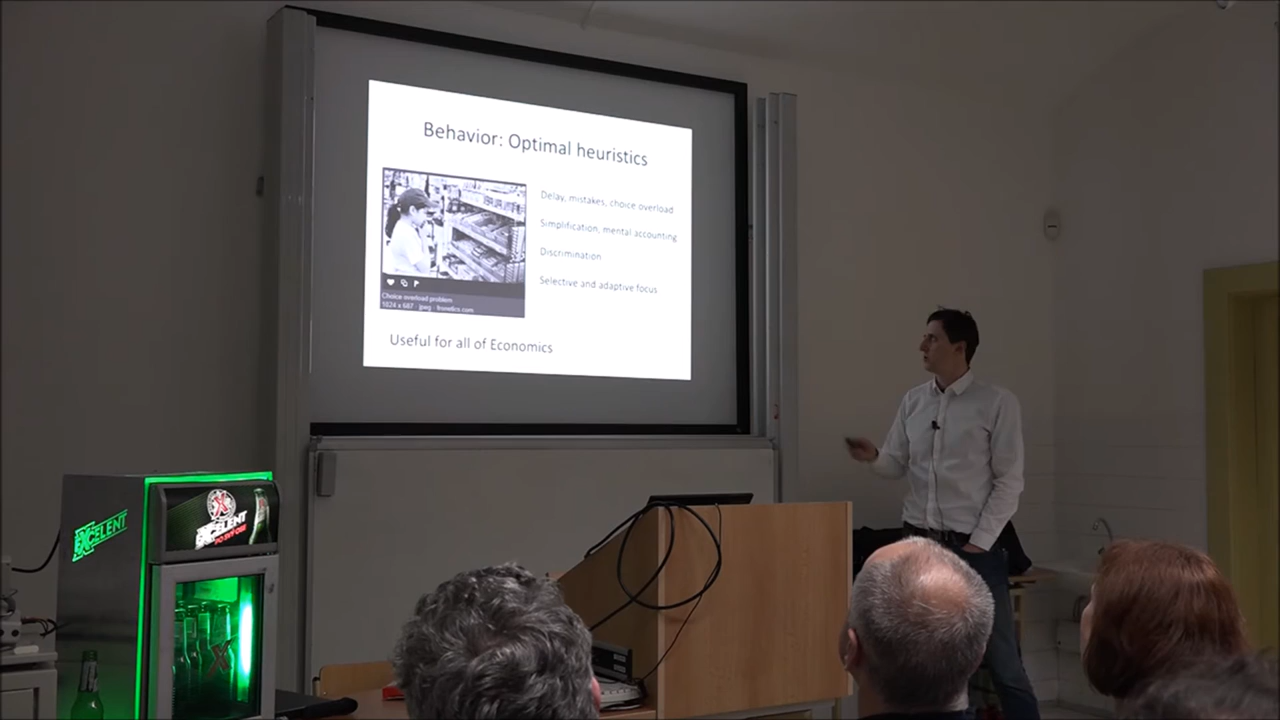 Behavior: Optimal heuristics
Delay, mistakes, choice overload
Simplification, mental accounting
Discrimination
Selective and adaptive focus
Choice overload problem
1024 x 687 · jpeg · fronetics.com
Useful for all of Economics
EXCELENT
EXCELENT